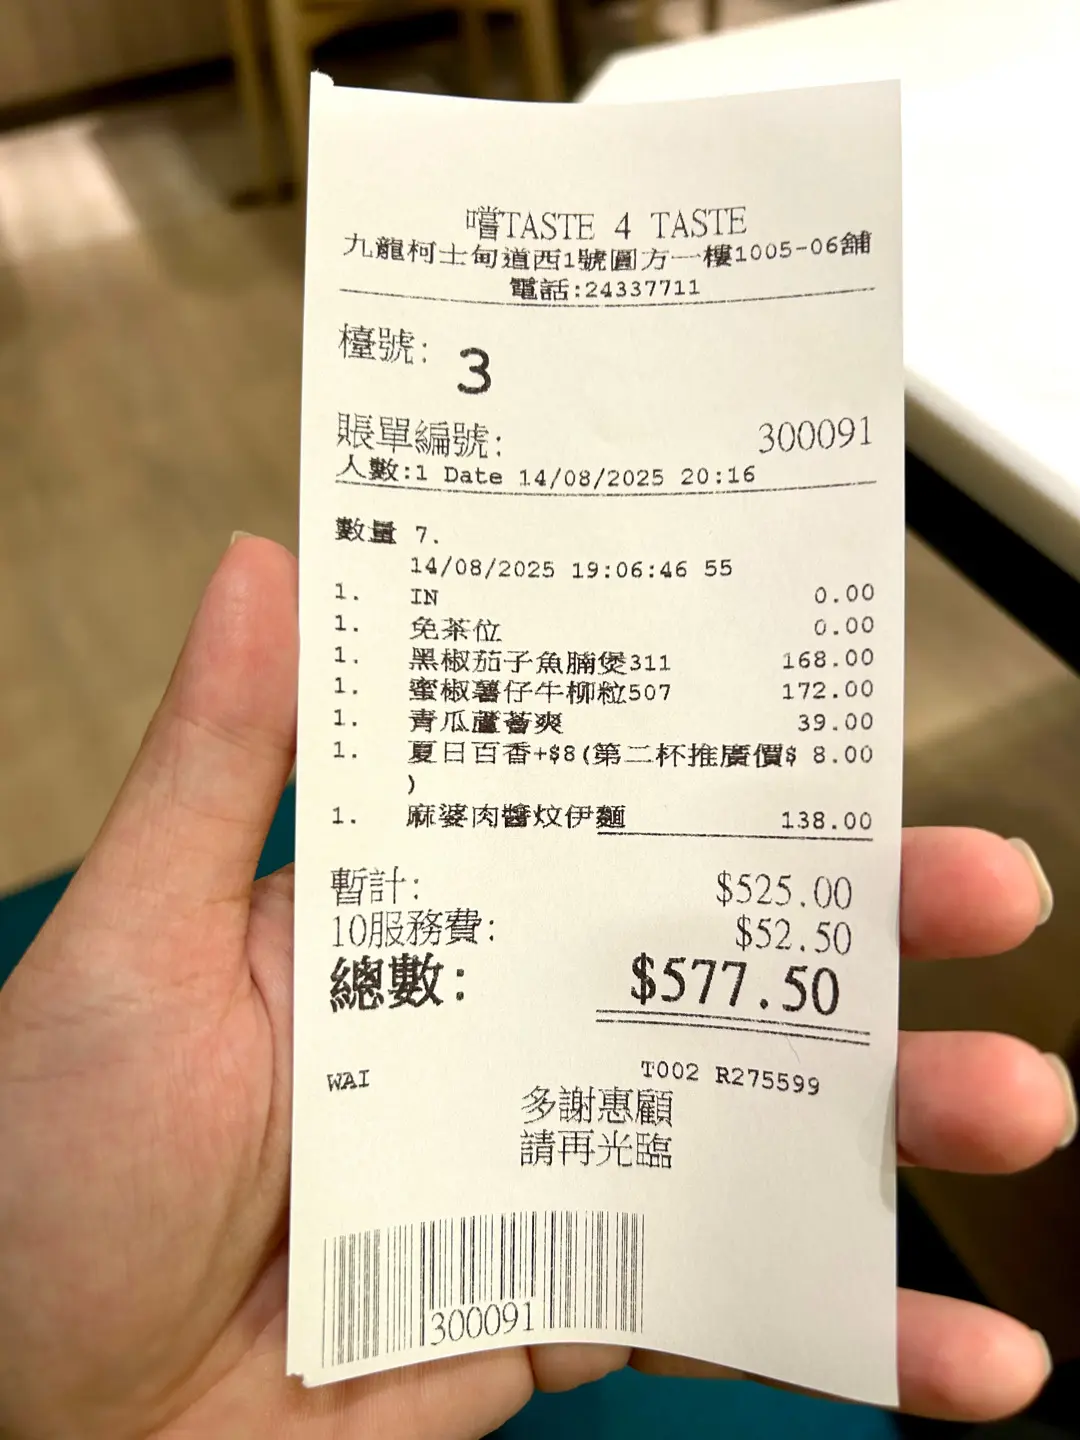 嚐TASTE 4 TASTE
九龍柯士甸道西1號圓方一樓1005-06舖
電話:24337711
檯號: 3
賬單編號: 300091
人數:1 Date 14/08/2025 20:16
數量 7.
14/08/2025 19:06:46 55
1. IN 0.00
1. 免茶位 0.00
1. 黑椒茄子魚腩煲311 168.00
1. 蜜椒薯仔牛柳粒507 172.00
1. 青瓜蘆薈爽 39.00
1. 夏日百香+$8(第二杯推廣價$ 8.00
)
1. 麻婆肉醬炆伊麵 138.00
暫計: $525.00
10服務費: $52.50
總數: $577.50
WAI T002 R275599
多謝惠顧
請再光臨
300091